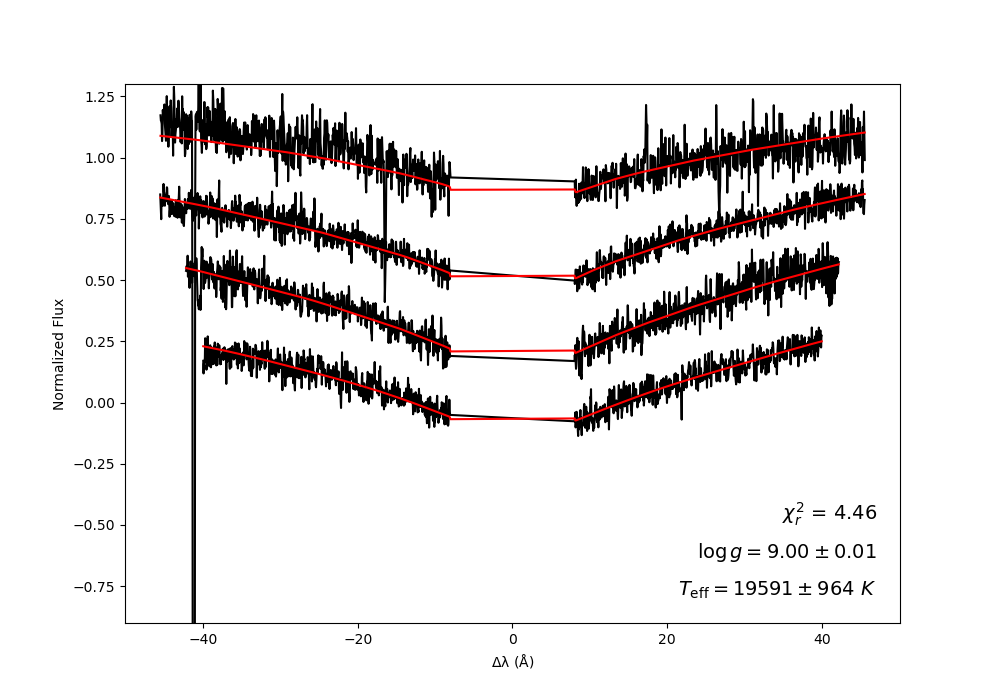 1.25
1.00
0.75
0.50
0.25
0.00
−0.25
−0.50
−0.75
Normalized Flux
χ²ᵣ = 4.46
log g = 9.00 ± 0.01
T_eff = 19591 ± 964 K
−40 −20 0 20 40
Δλ (Å)